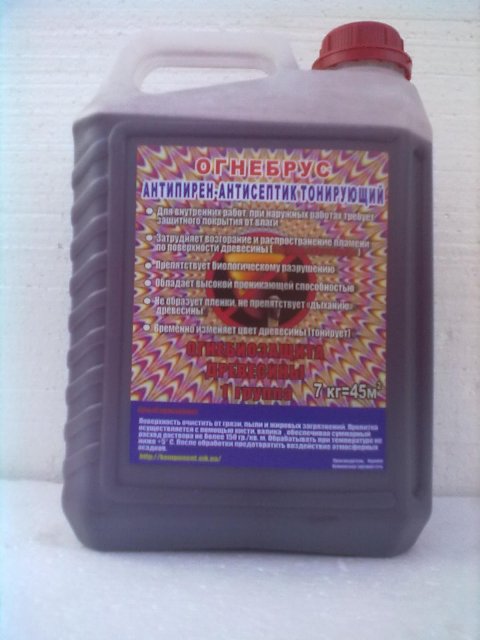 ОГНЕБРУС
АНТИПИРЕН-АНТИСЕПТИК ТОНИРУЮЩИЙ
Для внутренних работ, при наружных работах требует
защитного покрытия от влаги
Затрудняет возгорание и распространение пламени
по поверхности древесины ( )
Препятствует биологическому разрушению
Обладает высокой проникающей способностью
Не образует пленки, не препятствует «дыханию»
древесины
Временно изменяет цвет древесины (тонирует)
ОГНЕБИОЗАЩИТА
ДРЕВЕСИНЫ
1 группа
7 кг=45м²
Поверхность очистить от грязи, пыли и жировых загрязнений. Пропитка
осуществляется с помощью кисти, валика , обеспечивая суммарный
расход раствора не более 150 гр./кв. м. Обрабатывать при температуре не
ниже +5° С. После обработки предотвратить воздействие атмосферных
осадков.